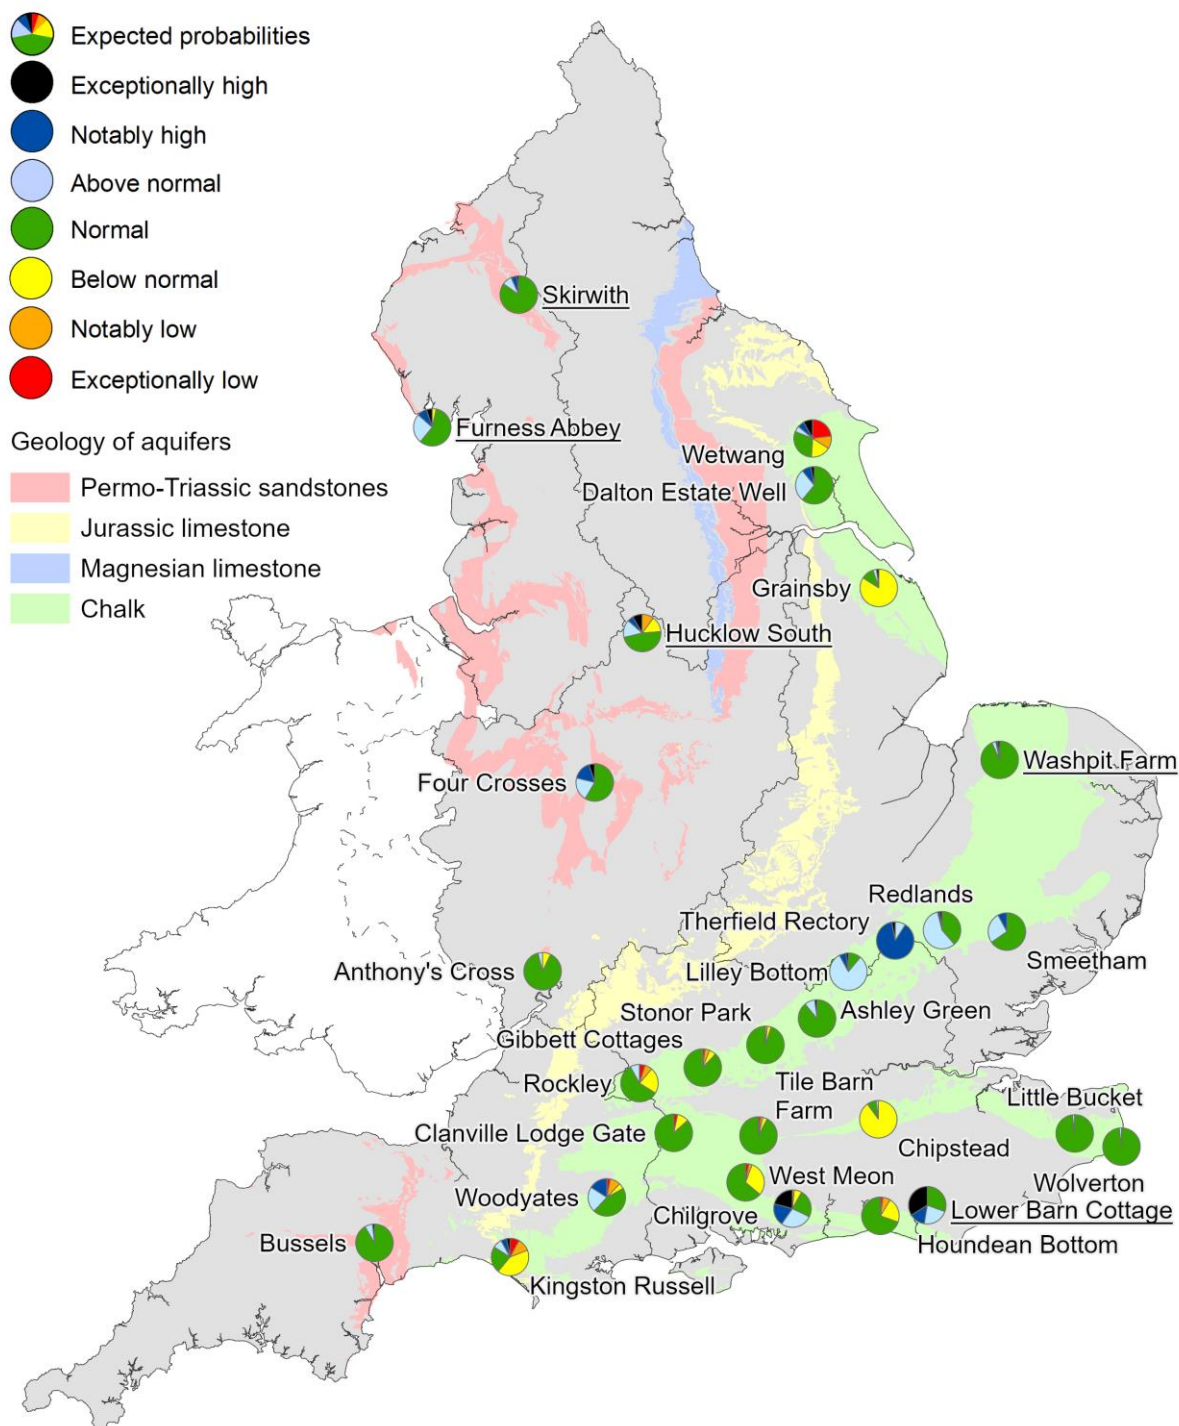 Expected probabilities
Exceptionally high
Notably high
Above normal
Normal
Below normal
Notably low
Exceptionally low
Geology of aquifers
Permo-Triassic sandstones
Jurassic limestone
Magnesian limestone
Chalk
Skirwith
Furness Abbey
Wetwang
Dalton Estate Well
Grainsby
Hucklow South
Washpit Farm
Four Crosses
Redlands
Therfield Rectory
Smeetham
Anthony's Cross
Lilley Bottom
Stonor Park
Ashley Green
Gibbett Cottages
Rockley
Tile Barn
Farm
Little Bucket
Clanville Lodge Gate
Chipstead
West Meon
Wolverton
Woodyates
Chilgrove
Lower Barn Cottage
Bussels
Houndean Bottom
Kingston Russell